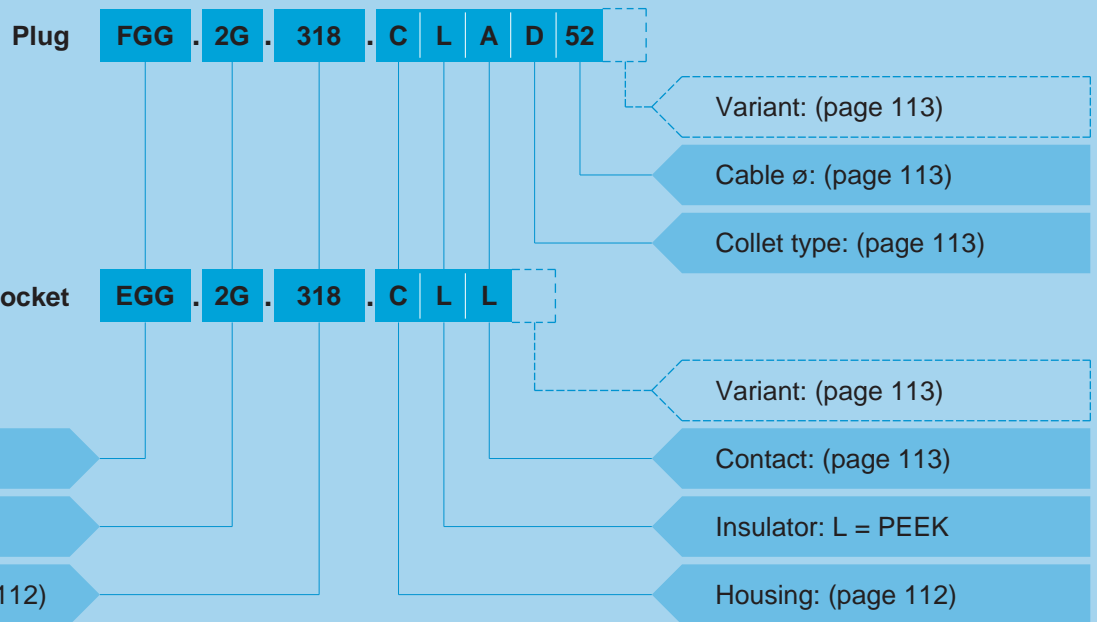 Plug FGG . 2G . 318 . C L A D 52
Variant: (page 113)
Cable ø: (page 113)
Collet type: (page 113)
ocket EGG . 2G . 318 . C L L
Variant: (page 113)
Contact: (page 113)
Insulator: L = PEEK
112) Housing: (page 112)